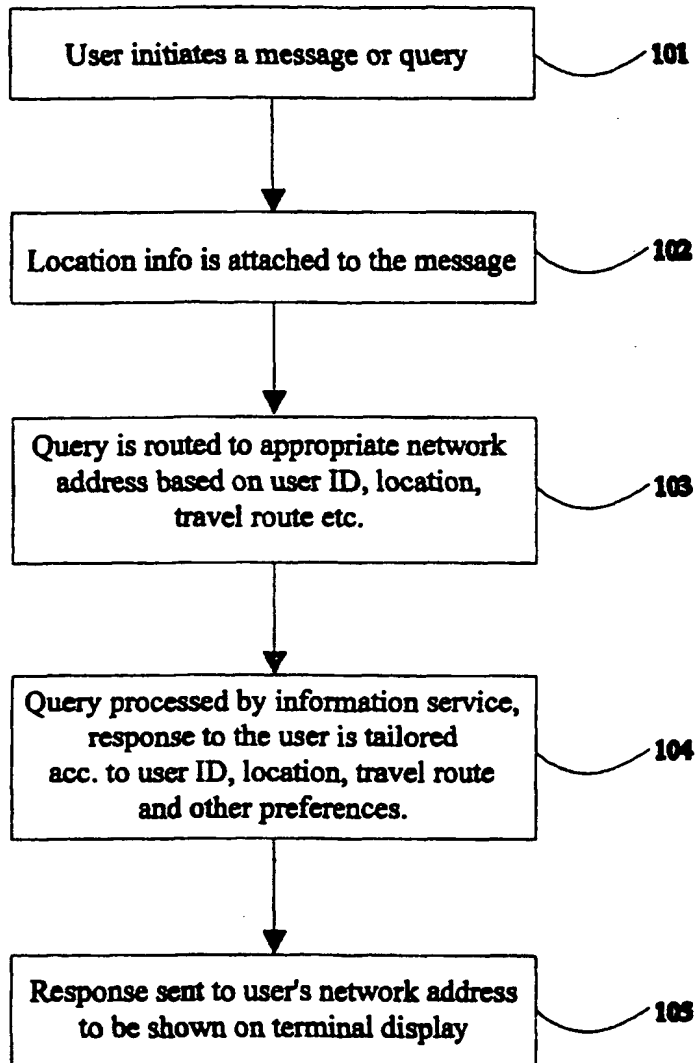 User initiates a message or query
101
Location info is attached to the message
102
Query is routed to appropriate network
address based on user ID, location,
travel route etc.
103
Query processed by information service,
response to the user is tailored
acc. to user ID, location, travel route
and other preferences.
104
Response sent to user's network address
to be shown on terminal display
105